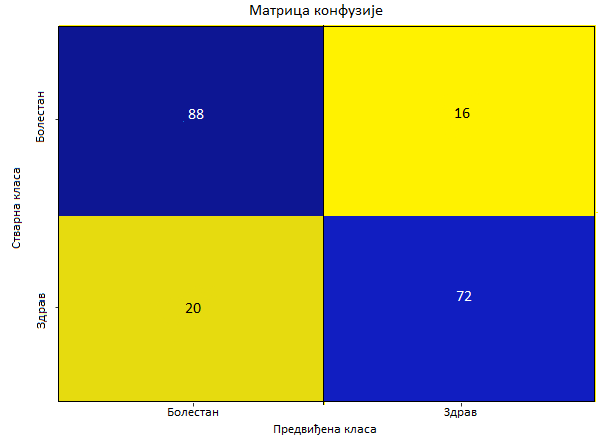 Матрица конфузије
Стварна класа
Болестан
88
16
Здрав
20
72
Болестан
Здрав
Предвиђена класа